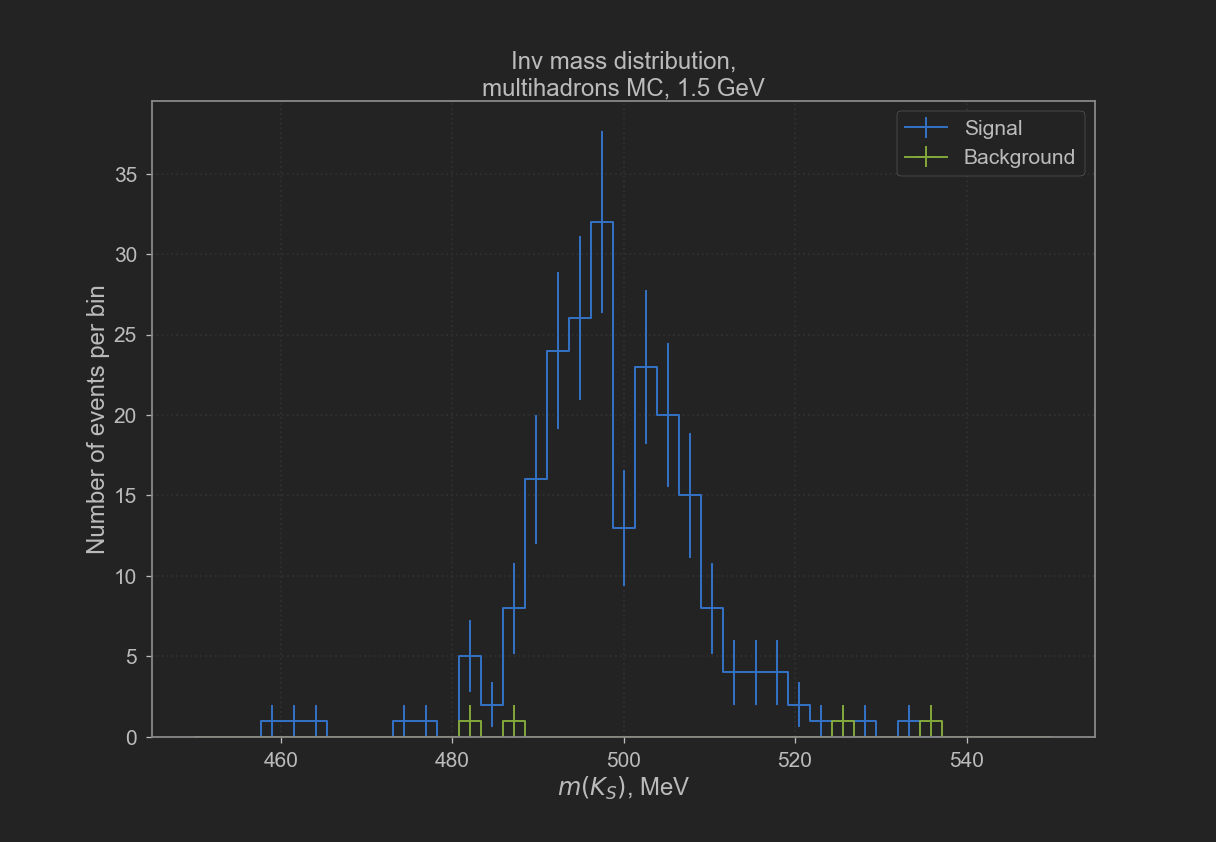 Inv mass distribution,
multihadrons MC, 1.5 GeV
Signal
Background
Number of events per bin
35
30
25
20
15
10
5
0
460 480 500 520 540
m(K_S), MeV